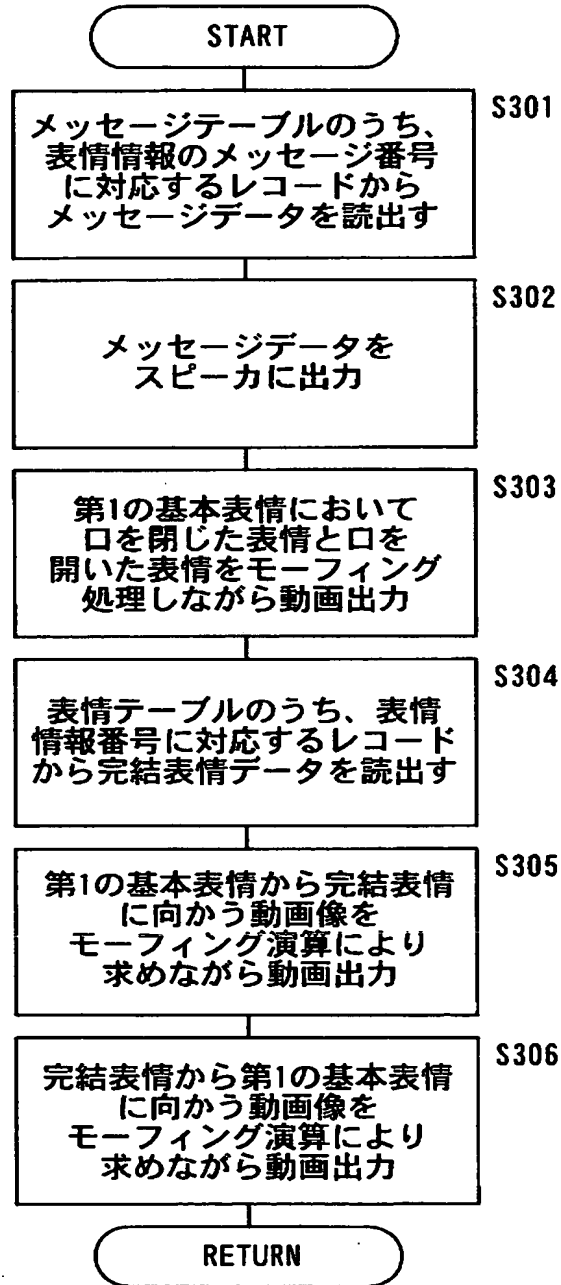 START
S301
メッセージテーブルのうち、
表情情報のメッセージ番号
に対応するレコードから
メッセージデータを読出す
S302
メッセージデータを
スピーカに出力
S303
第1の基本表情において
口を閉じた表情と口を
開いた表情をモーフィング
処理しながら動画出力
S304
表情テーブルのうち、表情
情報番号に対応するレコード
から完結表情データを読出す
S305
第1の基本表情から完結表情
に向かう動画像を
モーフィング演算により
求めながら動画出力
S306
完結表情から第1の基本表情
に向かう動画像を
モーフィング演算により
求めながら動画出力
RETURN